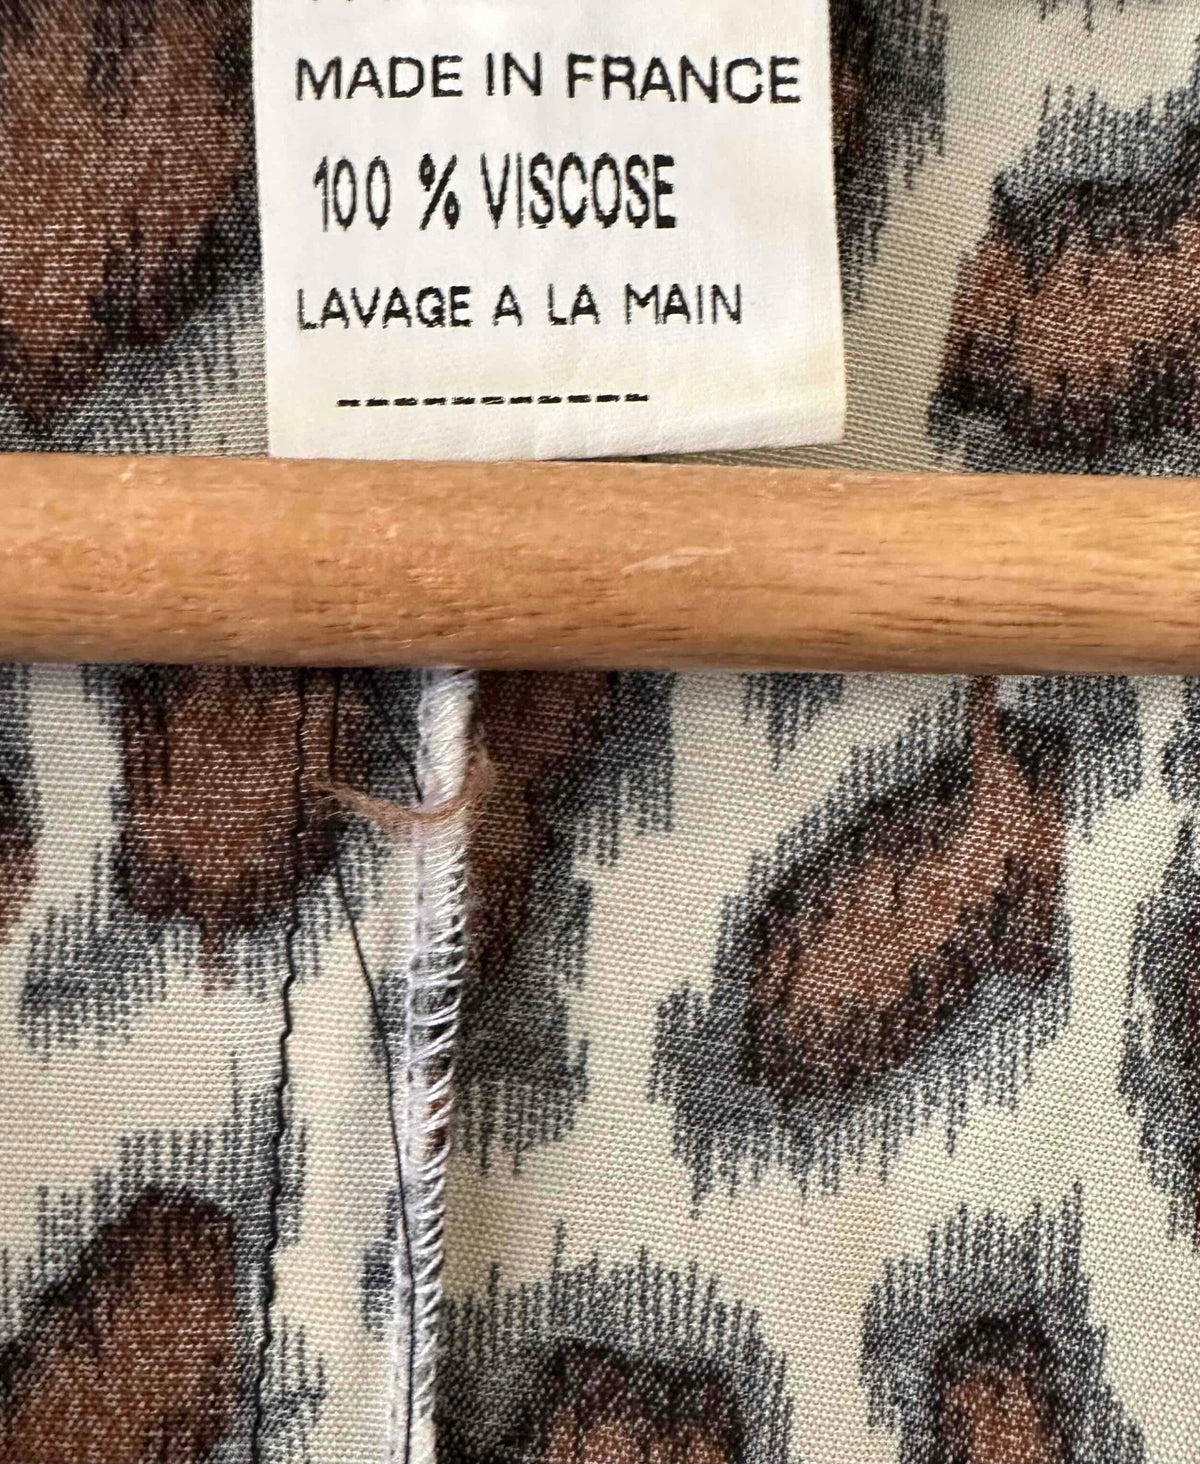 MADE IN FRANCE
100 % VISCOSE
LAVAGE A LA MAIN